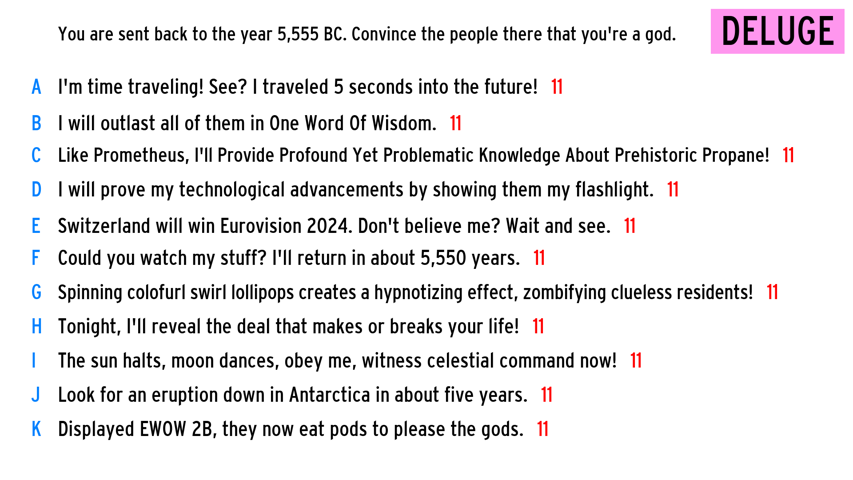 You are sent back to the year 5,555 BC. Convince the people there that you're a god.
DELUGE
A I'm time traveling! See? I traveled 5 seconds into the future! 11
B I will outlast all of them in One Word Of Wisdom. 11
C Like Prometheus, I'll Provide Profound Yet Problematic Knowledge About Prehistoric Propane! 11
D I will prove my technological advancements by showing them my flashlight. 11
E Switzerland will win Eurovision 2024. Don't believe me? Wait and see. 11
F Could you watch my stuff? I'll return in about 5,550 years. 11
G Spinning colofurl swirl lollipops creates a hypnotizing effect, zombifying clueless residents! 11
H Tonight, I'll reveal the deal that makes or breaks your life! 11
I The sun halts, moon dances, obey me, witness celestial command now! 11
J Look for an eruption down in Antarctica in about five years. 11
K Displayed EWOW 2B, they now eat pods to please the gods. 11